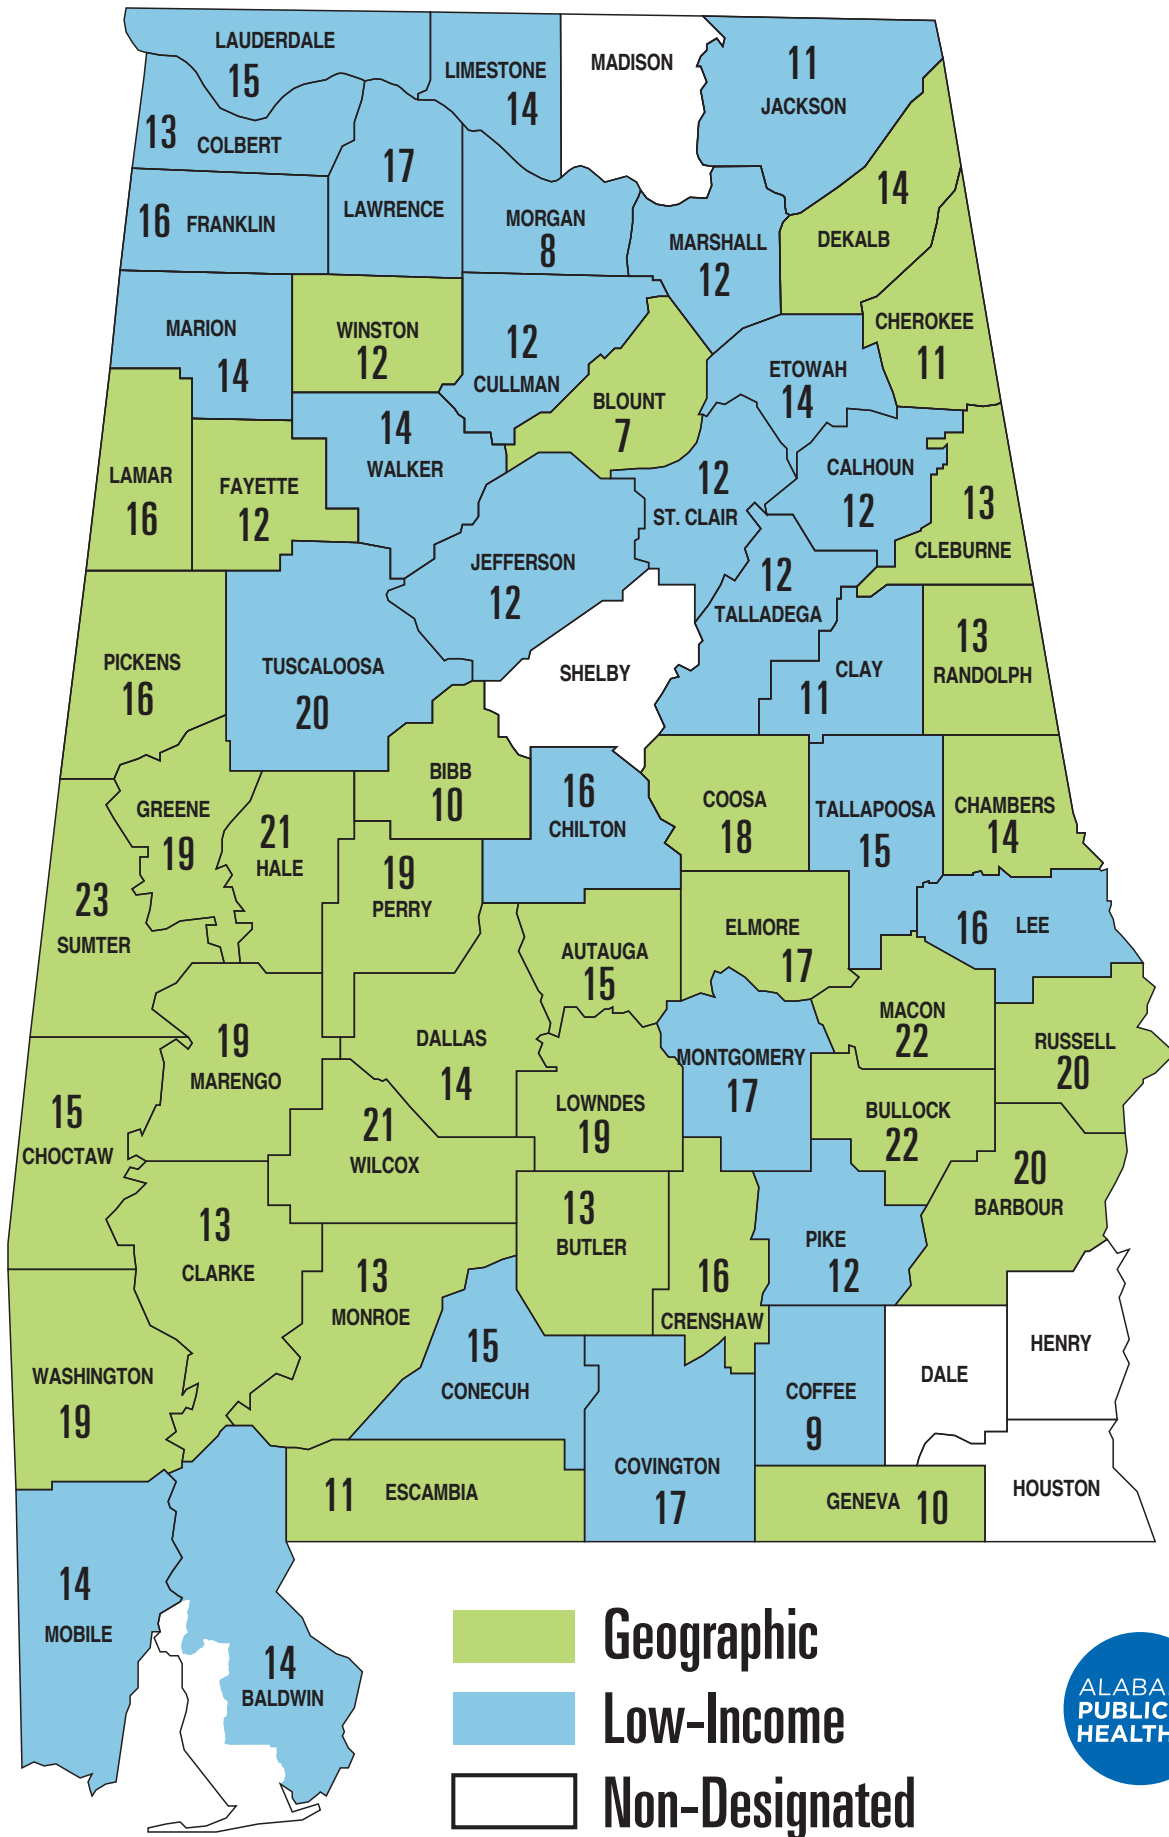 LAUDERDALE
15
LIMESTONE
14
MADISON
11
JACKSON
13 COLBERT
17
LAWRENCE
16 FRANKLIN
MORGAN
8
MARSHALL
12
14
DEKALB
CHEROKEE
11
MARION
14
WINSTON
12
12
CULLMAN
BLOUNT
7
ETOWAH
14
14
WALKER
LAMAR
16
FAYETTE
12
12
ST. CLAIR
CALHOUN
12
13
CLEBURNE
JEFFERSON
12
12
TALLADEGA
PICKENS
16
TUSCALOOSA
20
SHELBY
CLAY
11
13
RANDOLPH
BIBB
10
16
CHILTON
COOSA
18
TALLAPOOSA
15
CHAMBERS
14
GREENE
19
21
HALE
19
PERRY
23
SUMTER
AUTAUGA
15
ELMORE
17
16 LEE
19
MARENGO
DALLAS
14
MACON
22
RUSSELL
20
MONTGOMERY
17
15
CHOCTAW
21
WILCOX
LOWNDES
19
BULLOCK
22
20
BARBOUR
13
CLARKE
13
MONROE
13
BUTLER
16
CRENSHAW
PIKE
12
WASHINGTON
19
15
CONECUH
COFFEE
9
DALE
HENRY
11 ESCAMBIA
COVINGTON
17
GENEVA 10
HOUSTON
14
MOBILE
14
BALDWIN
Geographic
Low-Income
Non-Designated
ALABA
PUBLIC
HEALTH